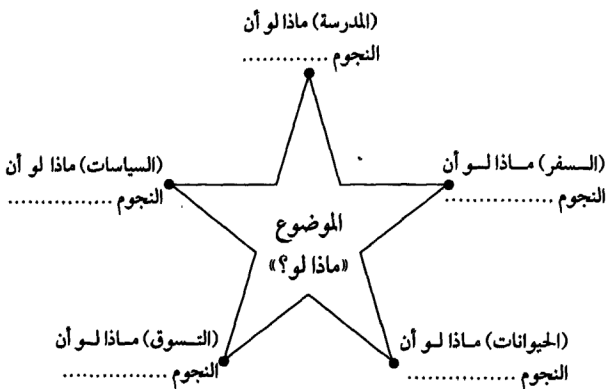 (المدرسة) ماذا لو أن
النجوم .............
(السفر) ماذا لو أن
النجوم ................
(السياسات) ماذا لو أن
النجوم ................
الموضوع
«ماذا لو؟»
(الحيوانات) ماذا لو أن
النجوم ................
(التسوق) ماذا لو أن
النجوم ................